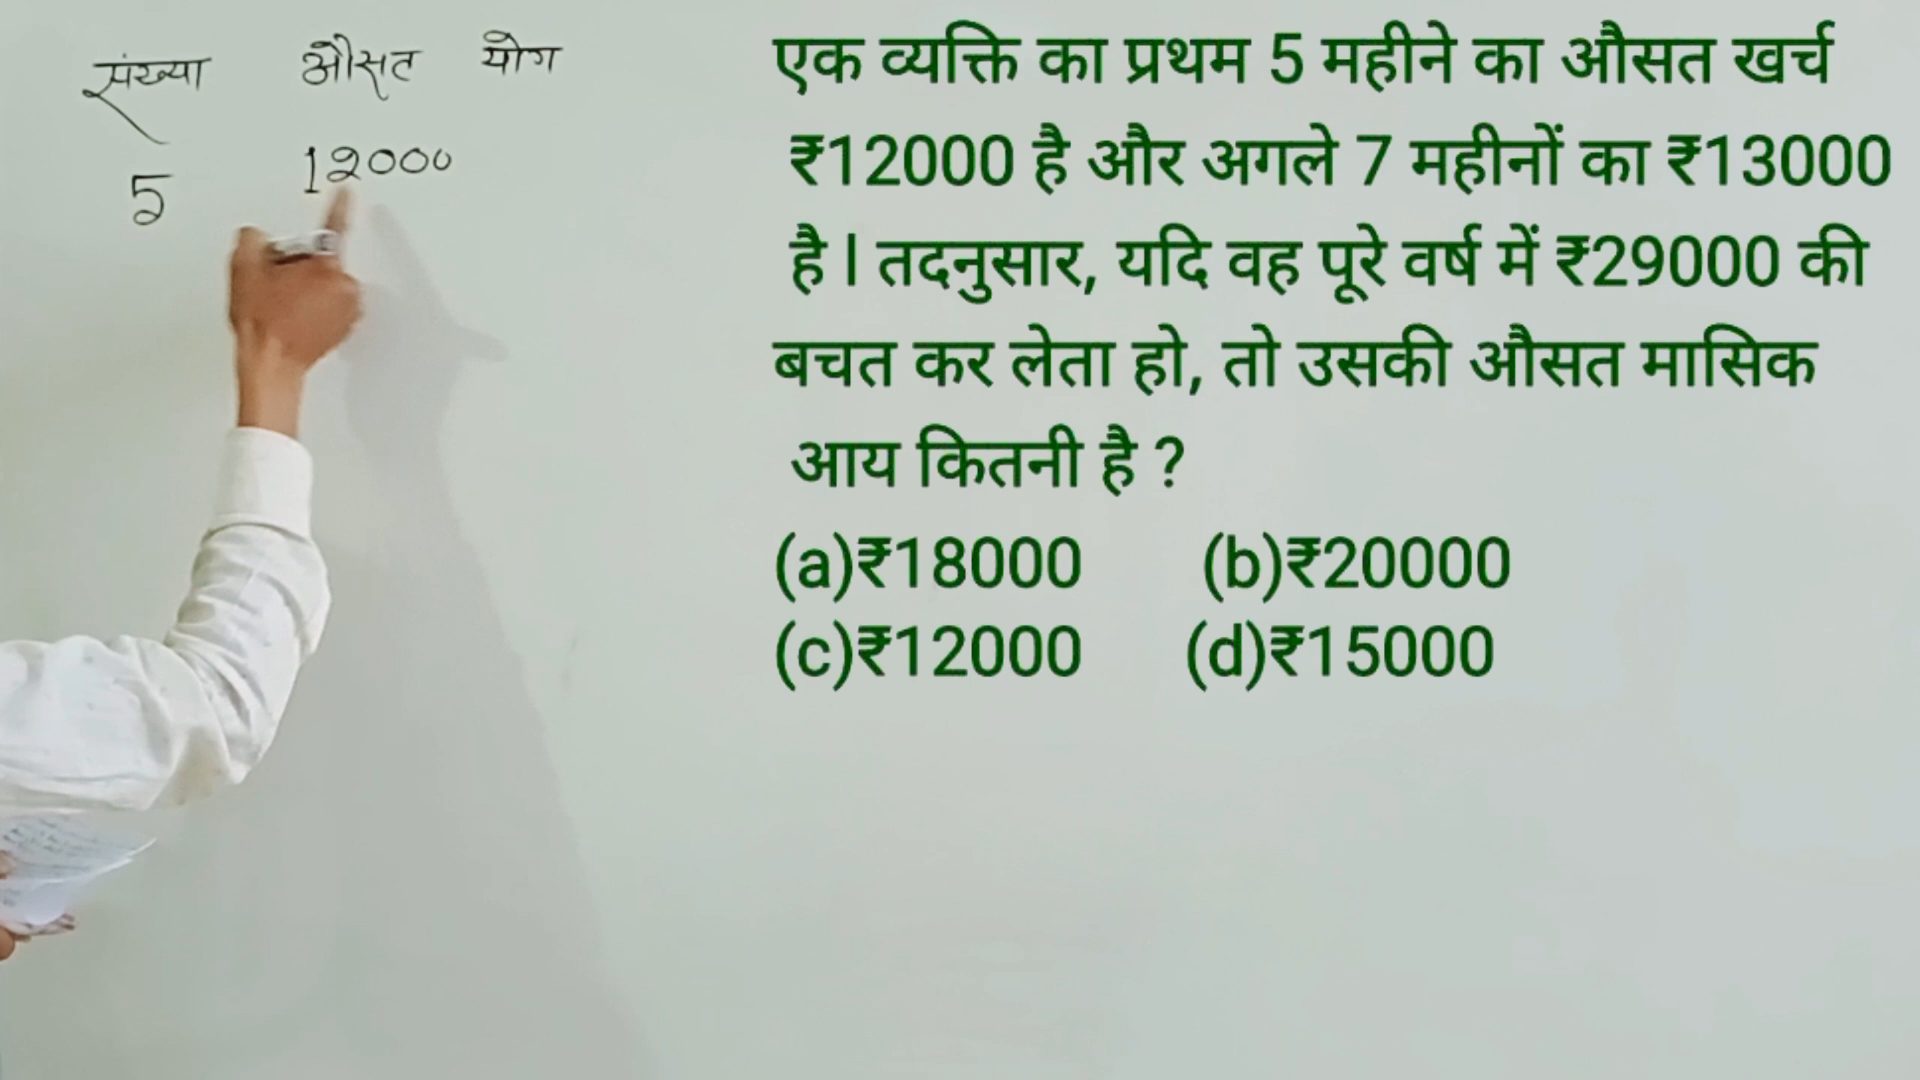 संख्या औसत योग
5 12000
एक व्यक्ति का प्रथम 5 महीने का औसत खर्च
₹12000 है और अगले 7 महीनों का ₹13000
है l तदनुसार, यदि वह पूरे वर्ष में ₹29000 की
बचत कर लेता हो, तो उसकी औसत मासिक
आय कितनी है ?
(a)₹18000 (b)₹20000
(c)₹12000 (d)₹15000